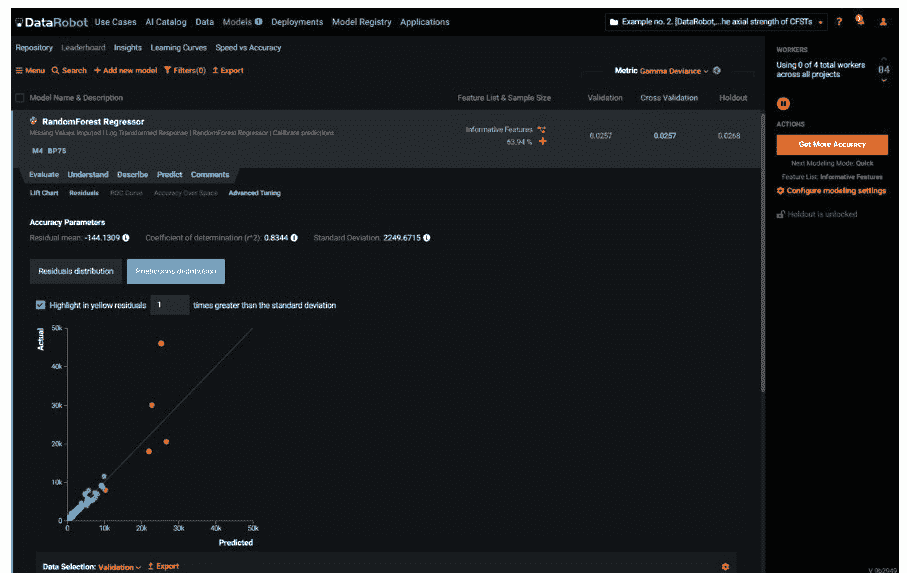 DataRobot Use Cases AI Catalog Data Models Deployments Model Registry Applications Example no. 2. [DataRobot,...he axial strength of CFSTs ?
Repository Leaderboard Insights Learning Curves Speed vs Accuracy
Menu Search + Add new model Filters(0) Export Metric Gamma Deviance
Model Name & Description Feature List & Sample Size Validation Cross Validation Holdout
RandomForest Regressor
Missing Values Imputed | Log Transformed Response | RandomForest Regressor | Calibrate predictions
Informative Features
63.94 % + 0.0257 0.0257 0.0268
M4 BP75
Evaluate Understand Describe Predict Comments
Lift Chart Residuals ROC Curve Accuracy Over Space Advanced Tuning
Accuracy Parameters
Residual mean: -144.1309 Coefficient of determination (r^2): 0.8344 Standard Deviation: 2249.6715
Residuals distribution Predictions distribution
Highlight in yellow residuals 1 times greater than the standard deviation
Actual
50k
40k
30k
20k
10k
0
0 10k 20k 30k 40k 50k
Predicted
Data Selection: Validation Export
WORKERS
Using 0 of 4 total workers
across all projects
04
ACTIONS
Get More Accuracy
Next Modeling Mode: Quick
Feature List: Informative Features
Configure modeling settings
Holdout is unlocked